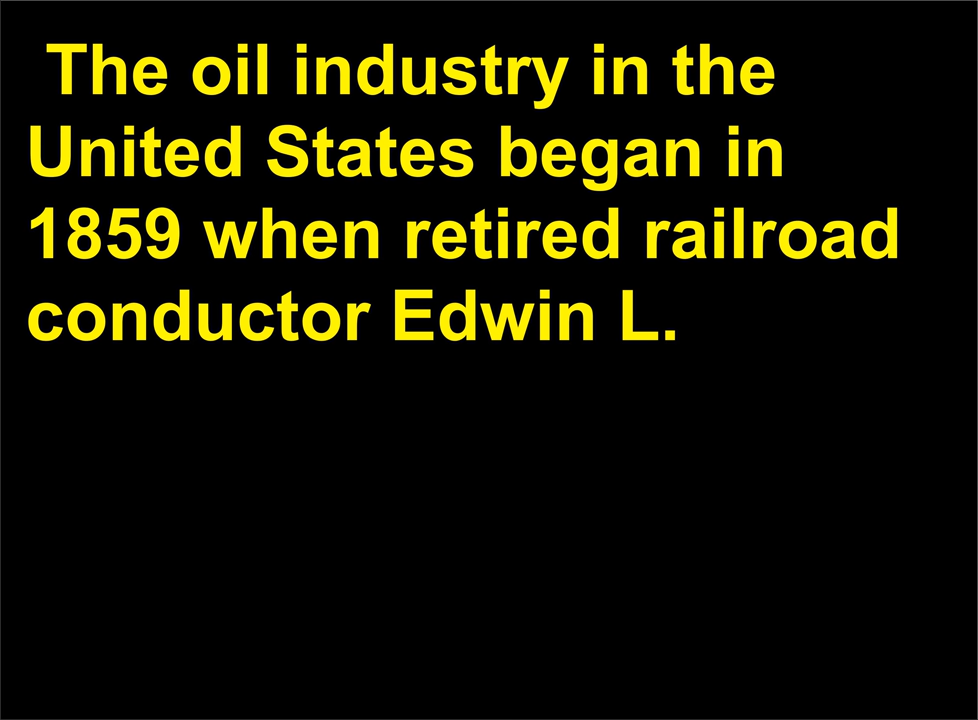 The oil industry in the
United States began in
1859 when retired railroad
conductor Edwin L.